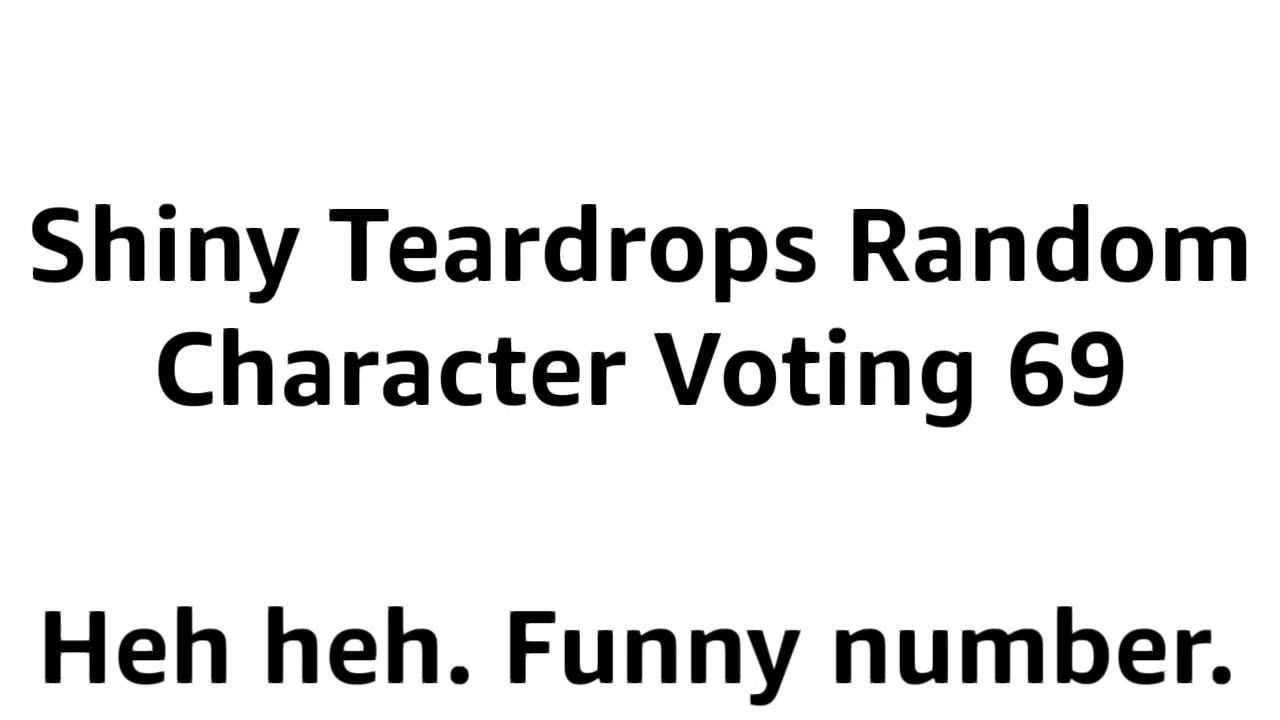 Shiny Teardrops Random
Character Voting 69
Heh heh. Funny number.